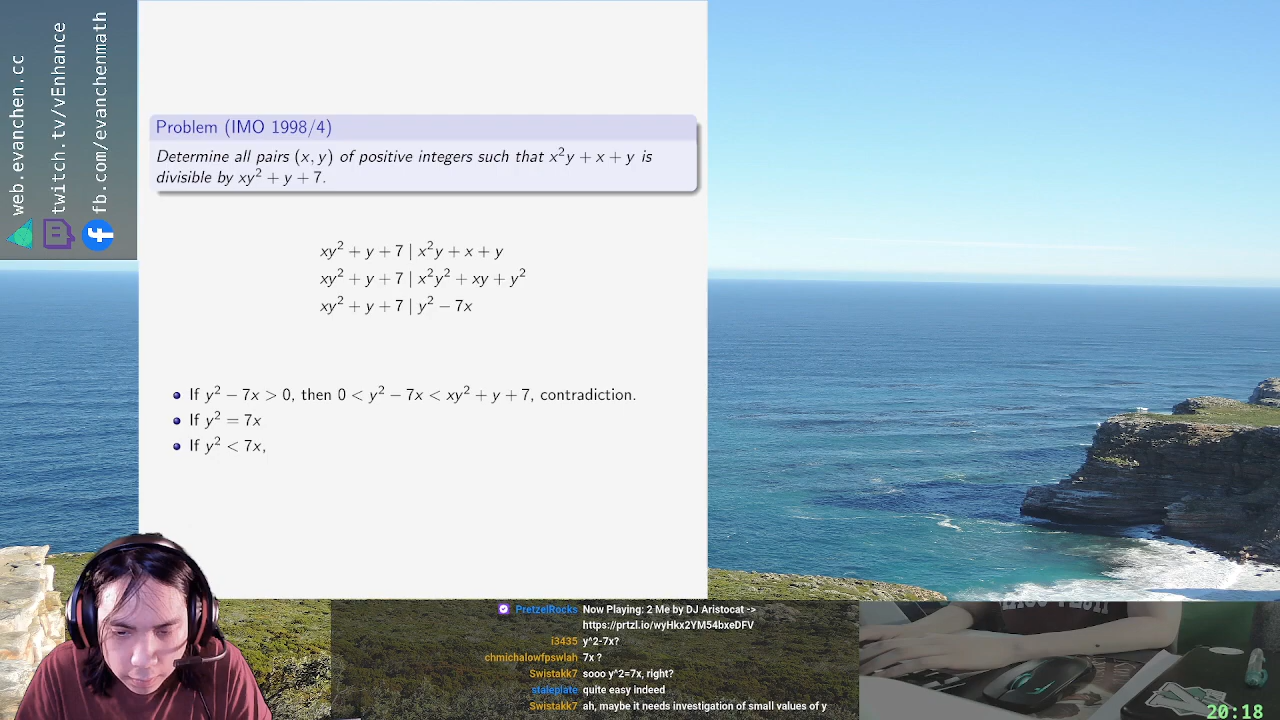 web.evanchen.cc
twitch.tv/vEnhance
fb.com/evanchenmath
Problem (IMO 1998/4)
Determine all pairs (x, y) of positive integers such that x²y + x + y is
divisible by xy² + y + 7.
xy² + y + 7 | x²y + x + y
xy² + y + 7 | x²y² + xy + y²
xy² + y + 7 | y² − 7x
If y² − 7x > 0, then 0 < y² − 7x < xy² + y + 7, contradiction.
If y² = 7x
If y² < 7x,
PretzelRocks Now Playing: 2 Me by DJ Aristocat ->
https://prtzl.io/wyHkx2YM54bxeDFV
i3435 y^2-7x?
chmichalowfpswlah 7x ?
Swistakk7 sooo y^2=7x, right?
staleplate quite easy indeed
Swistakk7 ah, maybe it needs investigation of small values of y
20:18